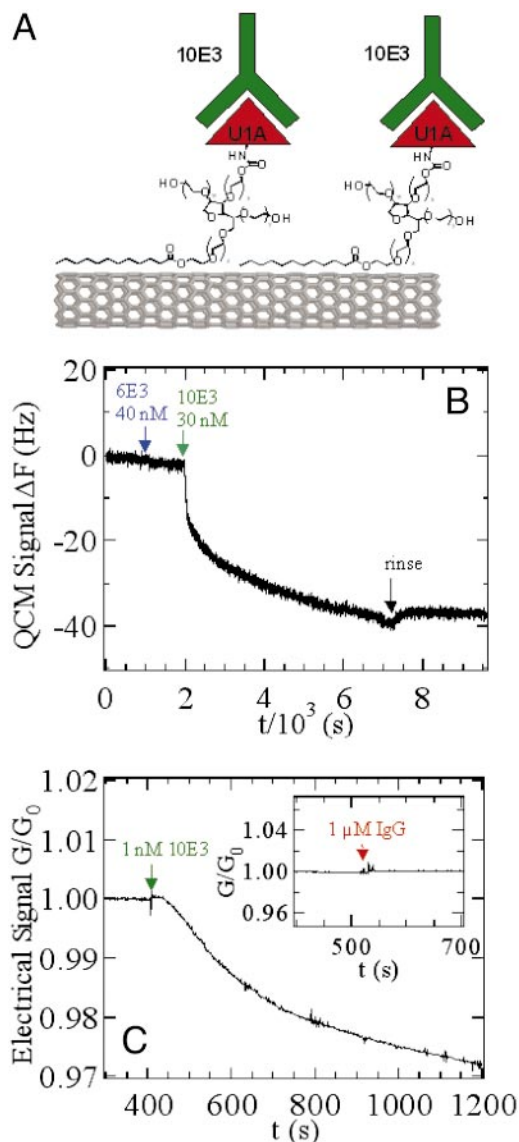 A
10E3
10E3
U1A
U1A
HN
O
HN
O
HO
OH
HO
OH
B
QCM Signal ΔF (Hz)
20
0
-20
-40
6E3
40 nM
10E3
30 nM
rinse
0
2
4
6
8
t/10³ (s)
C
Electrical Signal G/G₀
1.02
1.01
1.00
0.99
0.98
0.97
1 nM 10E3
G/G₀
1.04
1.00
0.96
1 μM IgG
500
700
t (s)
400
600
800
1000
1200
t (s)